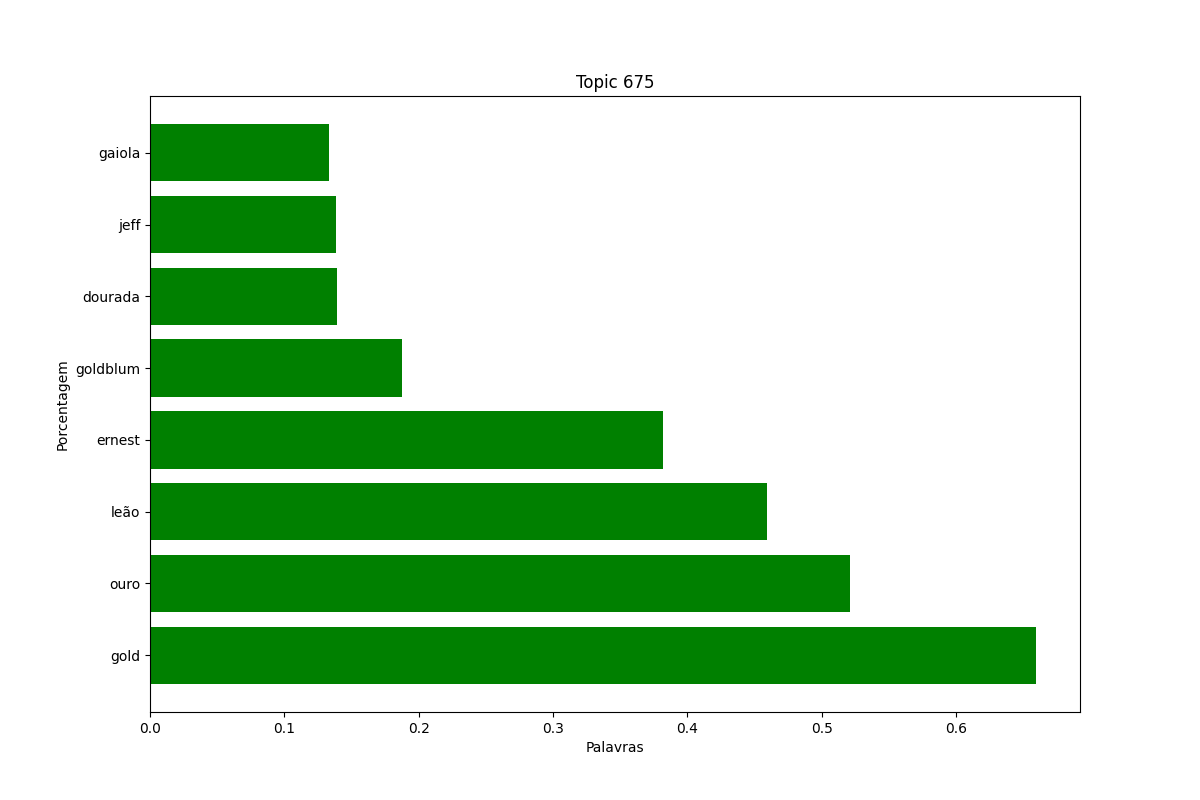 Topic 675
Porcentagem
gaiola
jeff
dourada
goldblum
ernest
leão
ouro
gold
0.0 0.1 0.2 0.3 0.4 0.5 0.6
Palavras